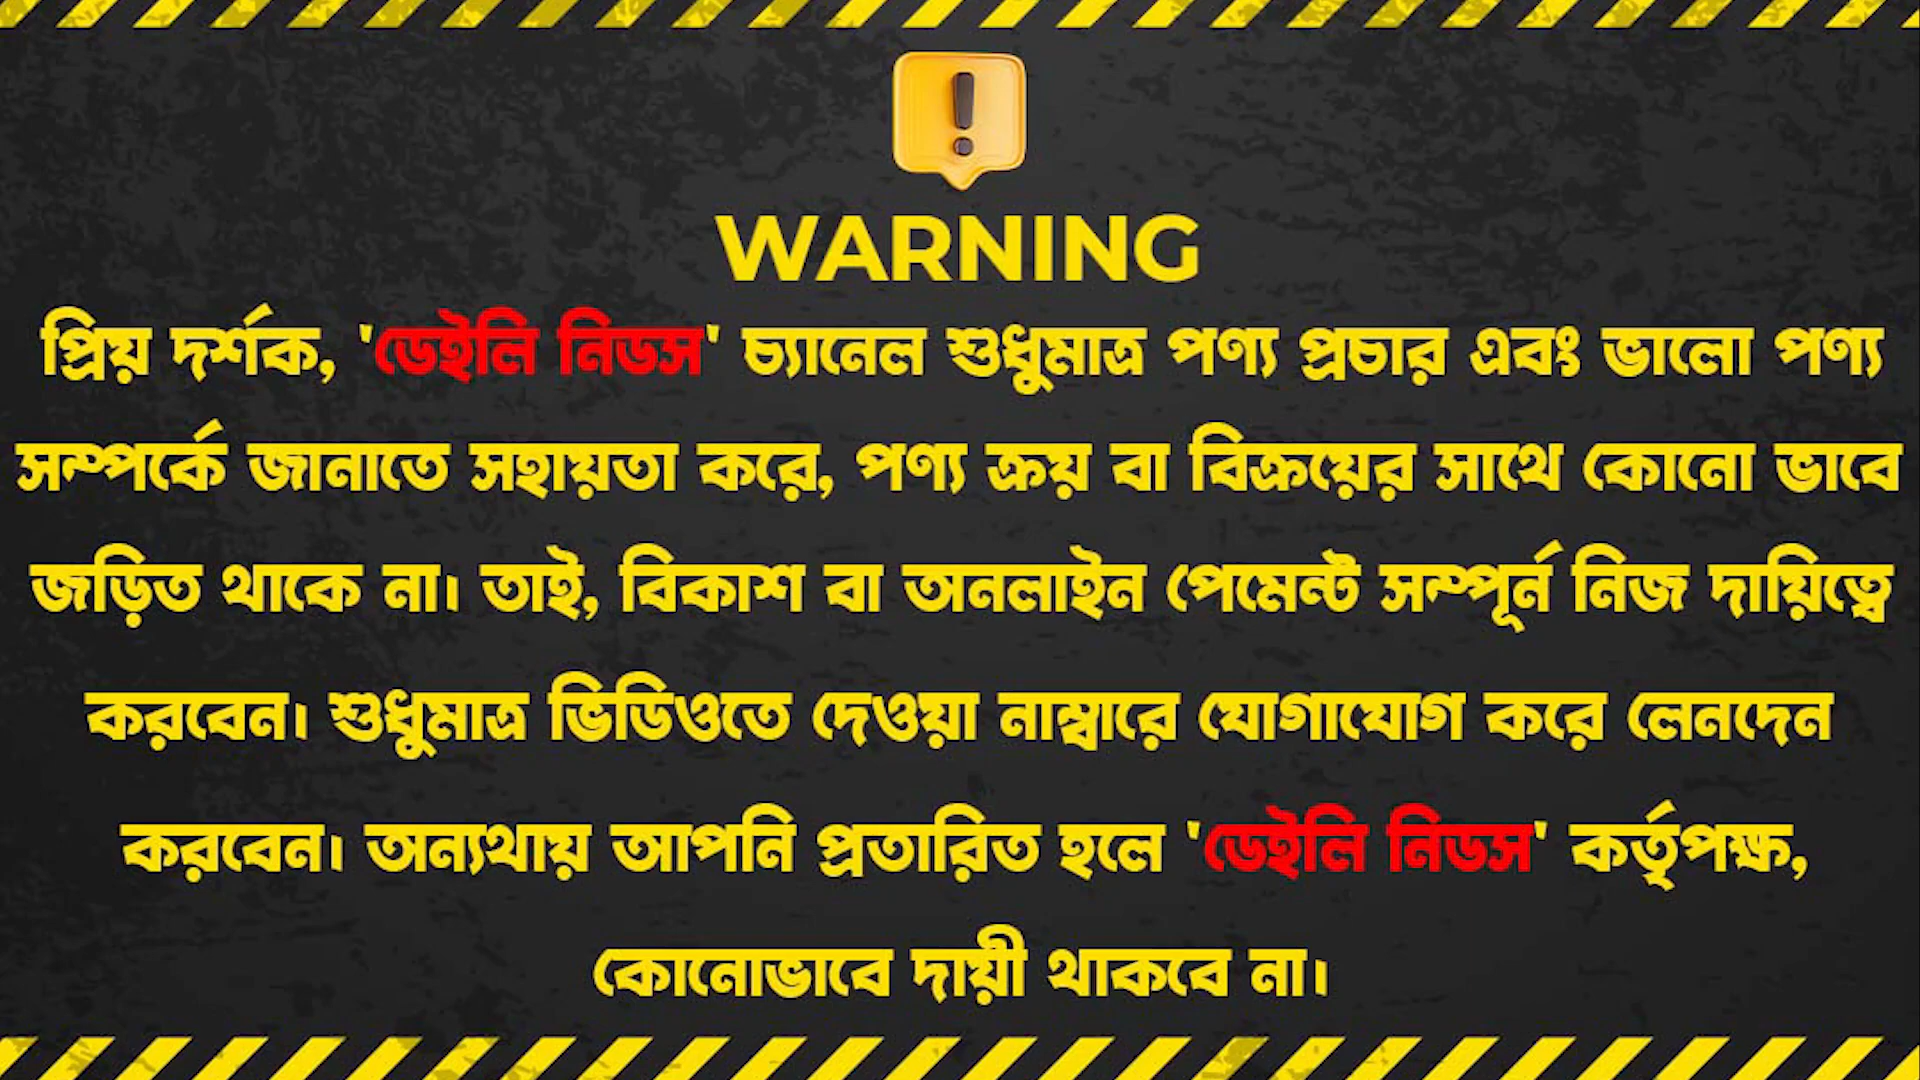 WARNING
প্রিয় দর্শক, 'ডেইলি নিডস' চ্যানেল শুধুমাত্র পণ্য প্রচার এবং ভালো পণ্য
সম্পর্কে জানাতে সহায়তা করে, পণ্য ক্রয় বা বিক্রয়ের সাথে কোনো ভাবে
জড়িত থাকে না। তাই, বিকাশ বা অনলাইন পেমেন্ট সম্পূর্ন নিজ দায়িত্বে
করবেন। শুধুমাত্র ভিডিওতে দেওয়া নাম্বারে যোগাযোগ করে লেনদেন
করবেন। অন্যথায় আপনি প্রতারিত হলে 'ডেইলি নিডস' কর্তৃপক্ষ,
কোনোভাবে দায়ী থাকবে না।